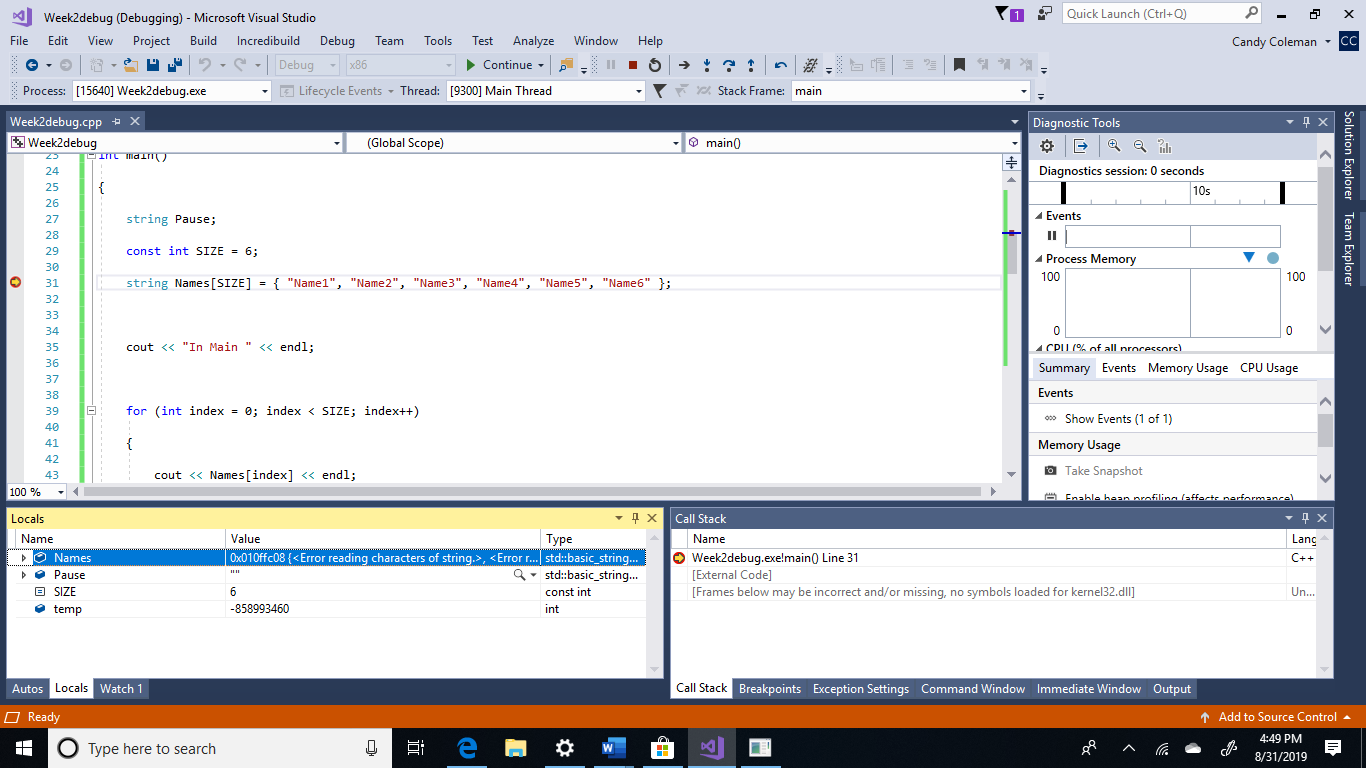 Week2debug (Debugging) - Microsoft Visual Studio
1
Quick Launch (Ctrl+Q)
File Edit View Project Build Incredibuild Debug Team Tools Test Analyze Window Help
Candy Coleman CC
Debug x86 Continue
Process: [15640] Week2debug.exe Lifecycle Events Thread: [9300] Main Thread Stack Frame: main
Week2debug.cpp
Week2debug (Global Scope) main()
23 int main()
24
25 {
26
27 string Pause;
28
29 const int SIZE = 6;
30
31 string Names[SIZE] = { "Name1", "Name2", "Name3", "Name4", "Name5", "Name6" };
32
33
34
35 cout << "In Main " << endl;
36
37
38
39 for (int index = 0; index < SIZE; index++)
40
41 {
42
43 cout << Names[index] << endl;
100 %
Diagnostic Tools
Diagnostics session: 0 seconds
10s
Events
Process Memory
100 100
0 0
CPU (% of all processors)
Summary Events Memory Usage CPU Usage
Events
Show Events (1 of 1)
Memory Usage
Take Snapshot
Enable heap profiling (affects performance)
Solution Explorer
Team Explorer
Locals
Name Value Type
Names 0x010ffc08 {<Error reading characters of string.>, <Error r... std::basic_string...
Pause "" std::basic_string...
SIZE 6 const int
temp -858993460 int
Autos Locals Watch 1
Call Stack
Name Lang
Week2debug.exe!main() Line 31 C++
[External Code]
[Frames below may be incorrect and/or missing, no symbols loaded for kernel32.dll] Un...
Call Stack Breakpoints Exception Settings Command Window Immediate Window Output
Ready
Add to Source Control
Type here to search
4:49 PM
8/31/2019